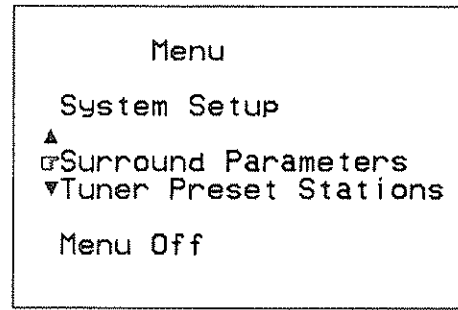 Menu
System Setup
▲
☞Surround Parameters
▼Tuner Preset Stations
Menu Off